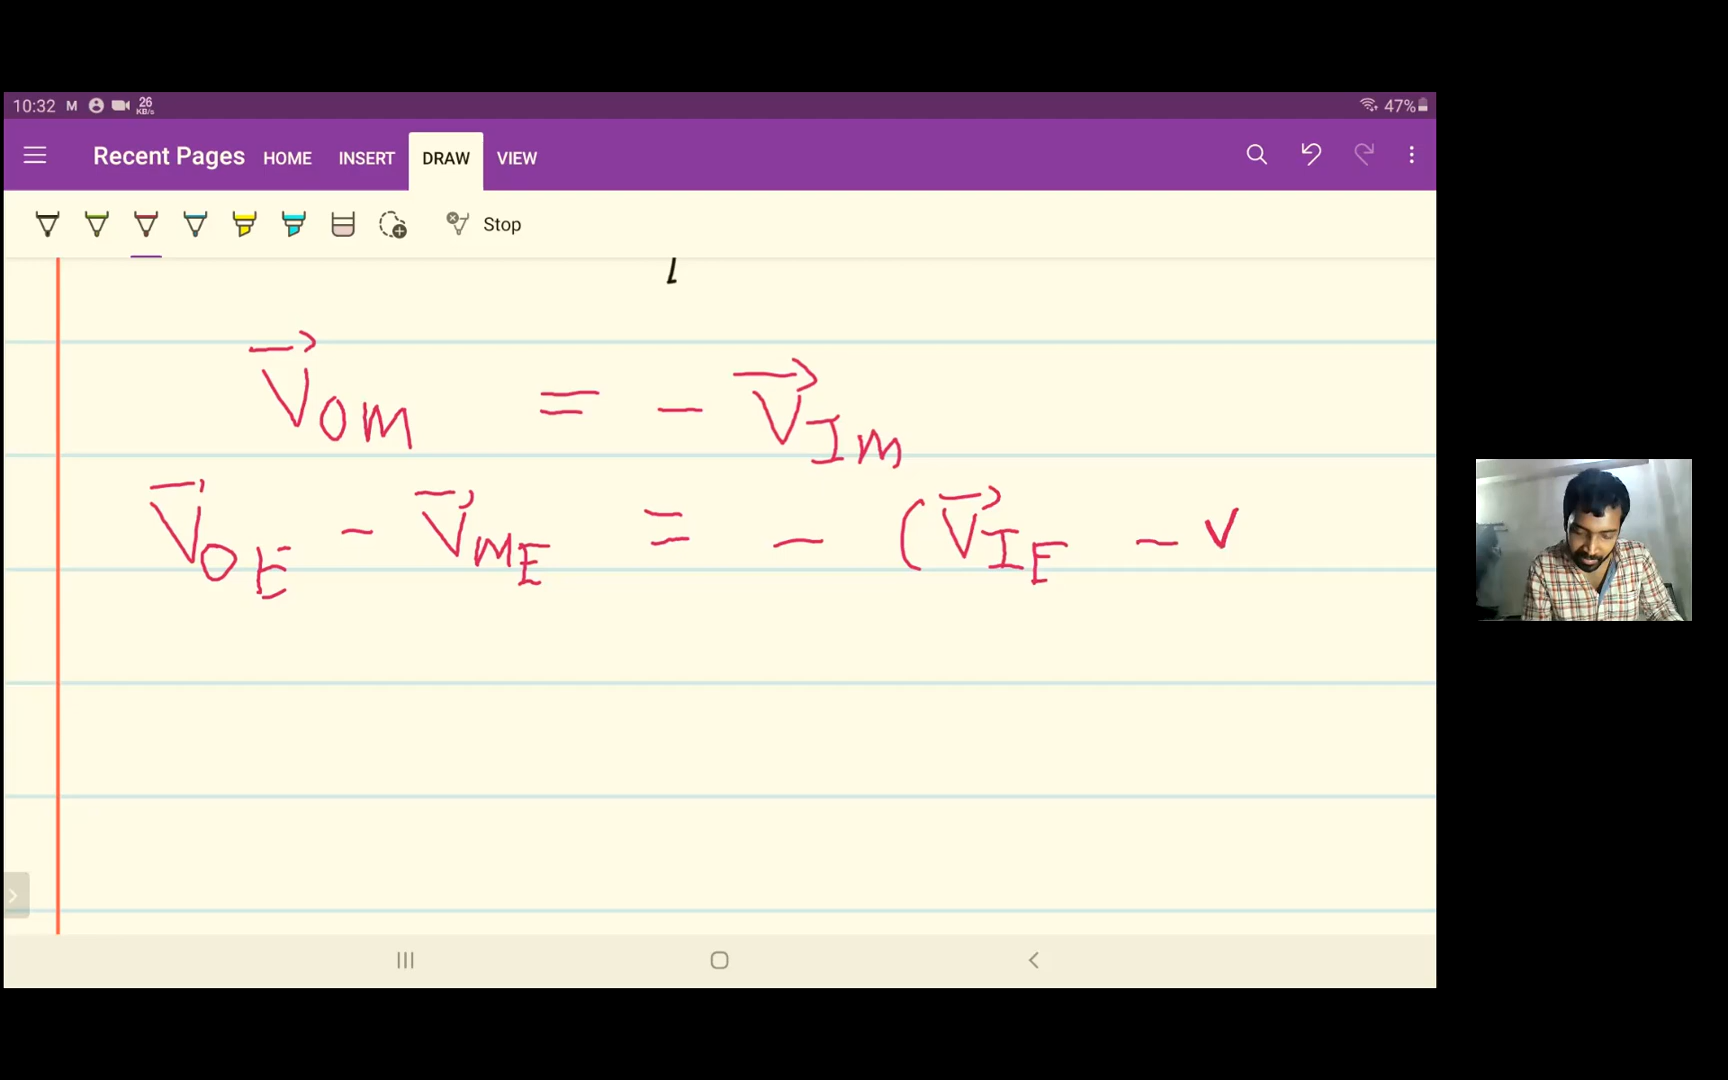 10:32 M 26 KB/s 47%
Recent Pages HOME INSERT DRAW VIEW
Stop
V⃗OM = - V⃗IM
V⃗OE - V⃗ME = - (V⃗IE - V